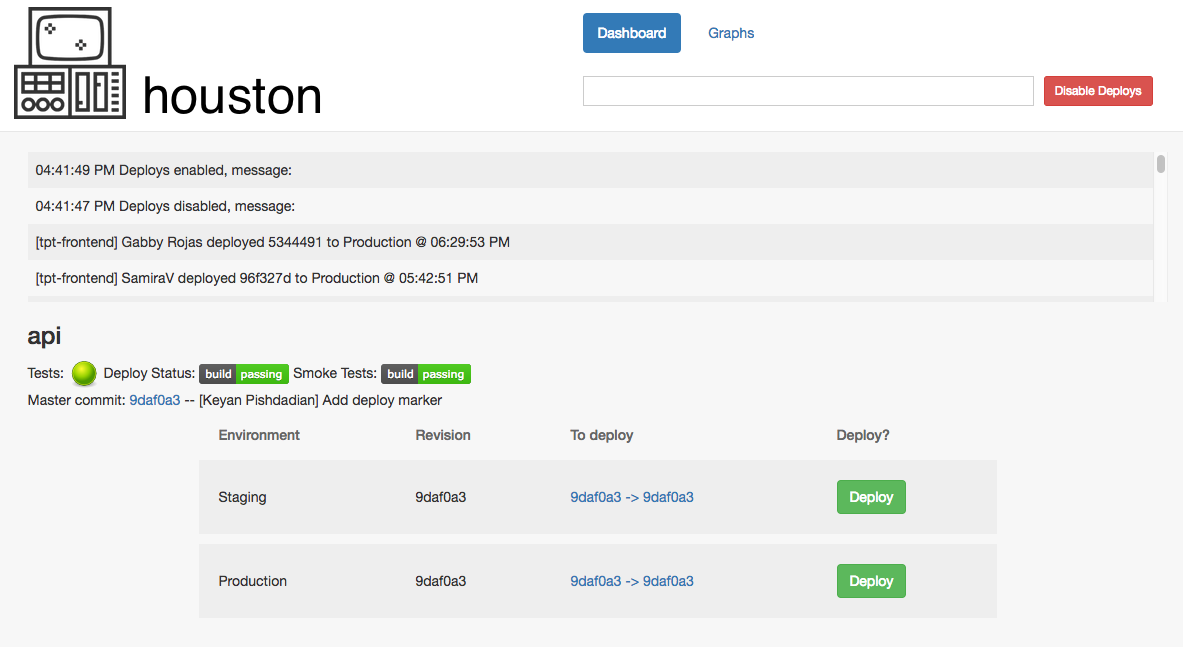 houston
Dashboard Graphs
Disable Deploys
04:41:49 PM Deploys enabled, message:
04:41:47 PM Deploys disabled, message:
[tpt-frontend] Gabby Rojas deployed 5344491 to Production @ 06:29:53 PM
[tpt-frontend] SamiraV deployed 96f327d to Production @ 05:42:51 PM
api
Tests: Deploy Status: build passing Smoke Tests: build passing
Master commit: 9daf0a3 -- [Keyan Pishdadian] Add deploy marker
Environment Revision To deploy Deploy?
Staging 9daf0a3 9daf0a3 -> 9daf0a3 Deploy
Production 9daf0a3 9daf0a3 -> 9daf0a3 Deploy